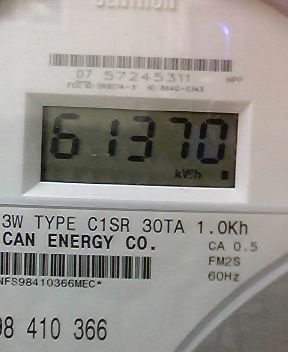 07 57245311 MPP
61370
kWh
3W TYPE C1SR 30TA 1.0Kh
CAN ENERGY CO.
CA 0.5
FM2S
60Hz
NFS98410366MEC*
98 410 366